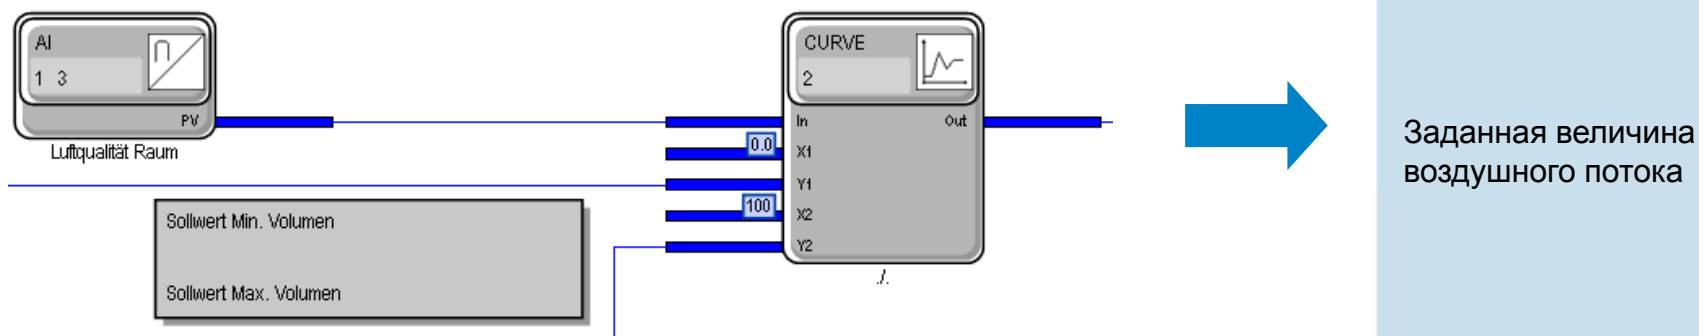 AI
1 3
PV
Luftqualität Raum
CURVE
2
In
Out
0.0
X1
Y1
100
X2
Y2
./.
Sollwert Min. Volumen
Sollwert Max. Volumen
Заданная величина
воздушного потока